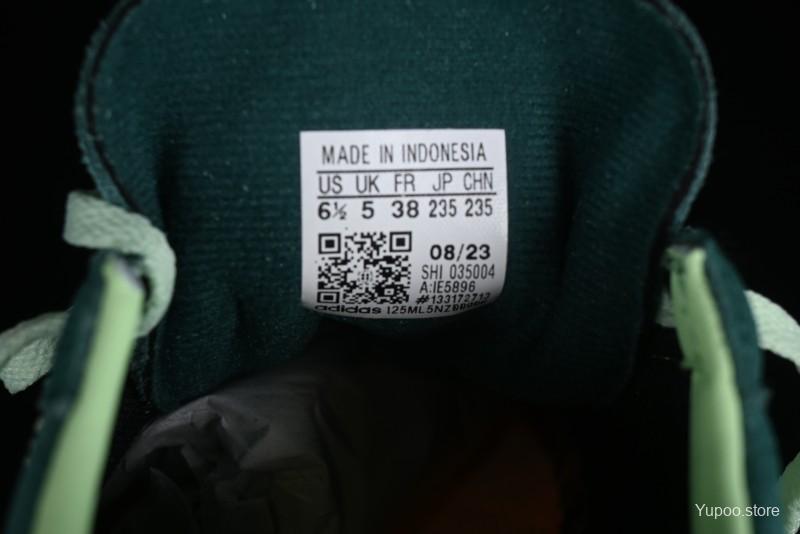 MADE IN INDONESIA
US UK FR JP CHN
6½ 5 38 235 235
08/23
SHI 035004
A:IE5896
#133172713
adidas
Yupoo.store